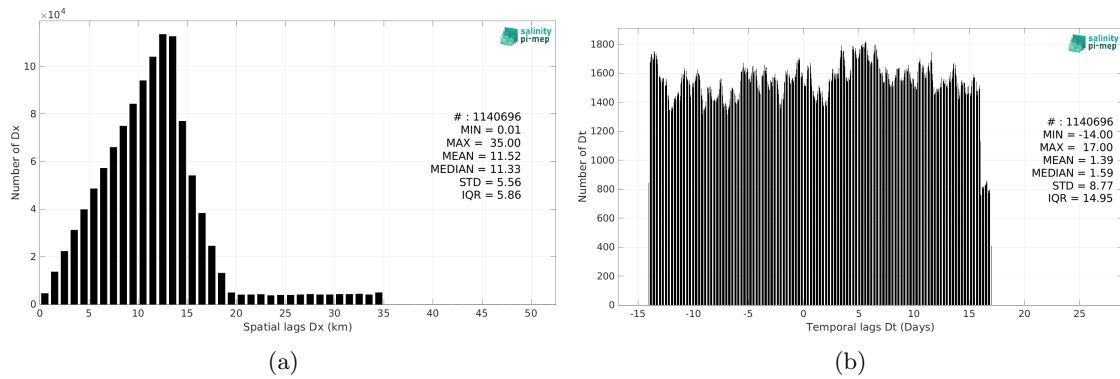 ×10⁴
salinity
pi-mep
10
8
6
4
2
0
Number of Dx
# : 1140696
MIN = 0.01
MAX = 35.00
MEAN = 11.52
MEDIAN = 11.33
STD = 5.56
IQR = 5.86
0 5 10 15 20 25 30 35 40 45 50
Spatial lags Dx (km)
(a)
salinity
pi-mep
1800
1600
1400
1200
1000
800
600
400
200
0
Number of Dt
# : 1140696
MIN = -14.00
MAX = 17.00
MEAN = 1.39
MEDIAN = 1.59
STD = 8.77
IQR = 14.95
-15 -10 -5 0 5 10 15 20 25
Temporal lags Dt (Days)
(b)